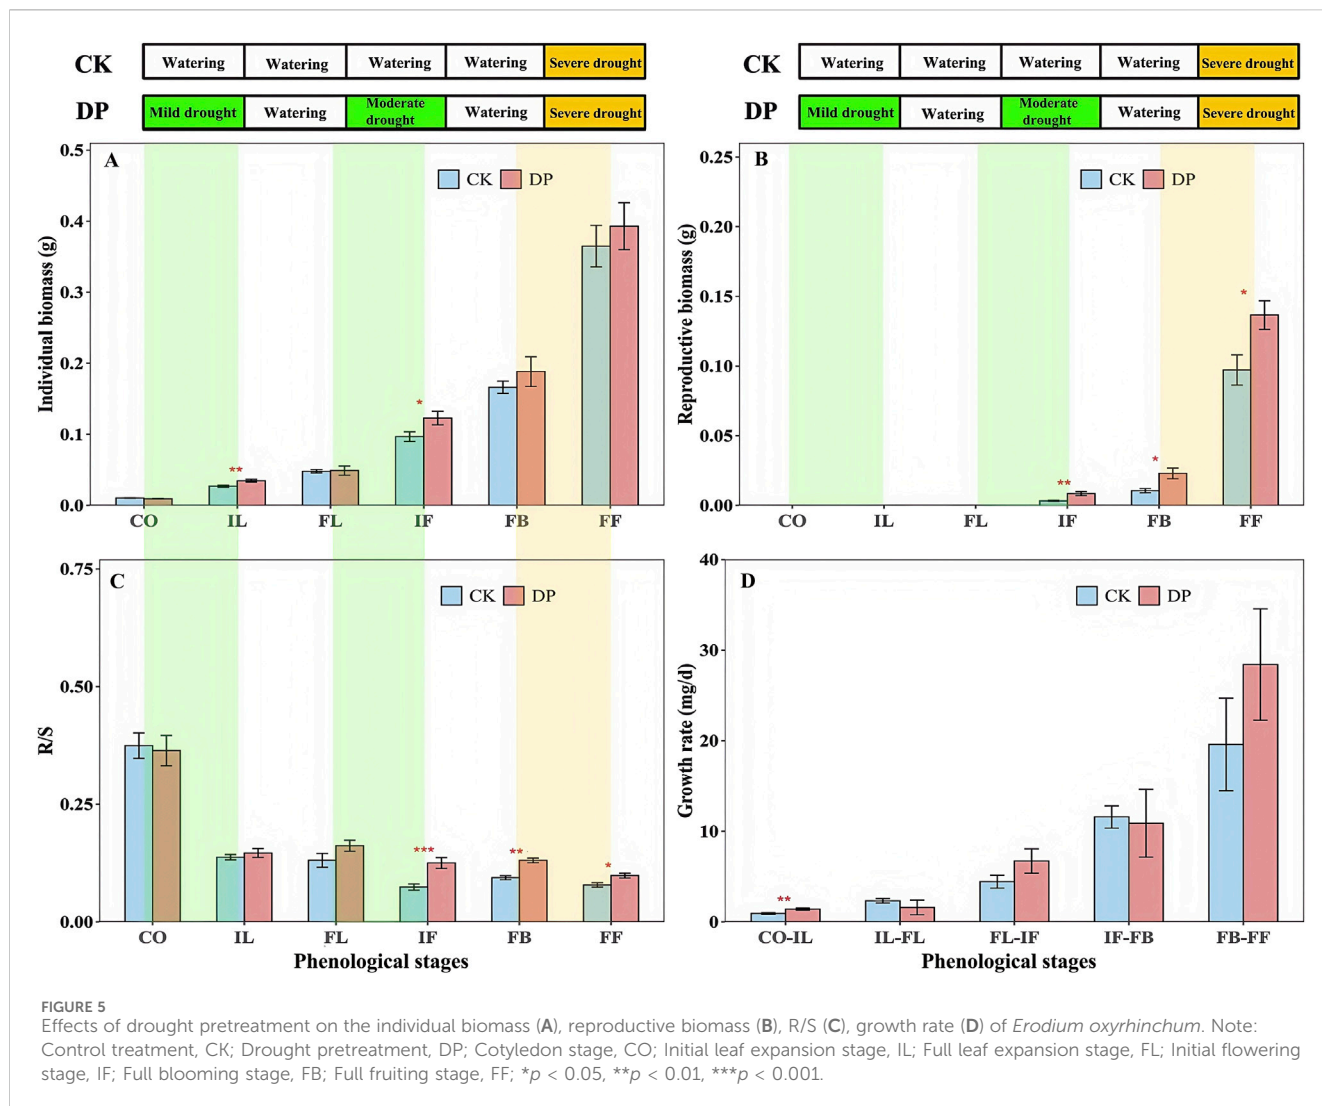 CK Watering Watering Watering Watering Severe drought
DP Mild drought Watering Moderate drought Watering Severe drought
CK Watering Watering Watering Watering Severe drought
DP Mild drought Watering Moderate drought Watering Severe drought
A
CK DP
Individual biomass (g)
0.5
0.4
0.3
0.2
0.1
0.0
*
**
CO IL FL IF FB FF
B
CK DP
Reproductive biomass (g)
0.25
0.20
0.15
0.10
0.05
0.00
*
**
*
CO IL FL IF FB FF
C
CK DP
R/S
0.75
0.50
0.25
0.00
*** ** *
CO IL FL IF FB FF
Phenological stages
D
CK DP
Growth rate (mg/d)
40
30
20
10
0
**
CO-IL IL-FL FL-IF IF-FB FB-FF
Phenological stages
FIGURE 5
Effects of drought pretreatment on the individual biomass (A), reproductive biomass (B), R/S (C), growth rate (D) of Erodium oxyrhinchum. Note:
Control treatment, CK; Drought pretreatment, DP; Cotyledon stage, CO; Initial leaf expansion stage, IL; Full leaf expansion stage, FL; Initial flowering
stage, IF; Full blooming stage, FB; Full fruiting stage, FF; *p < 0.05, **p < 0.01, ***p < 0.001.